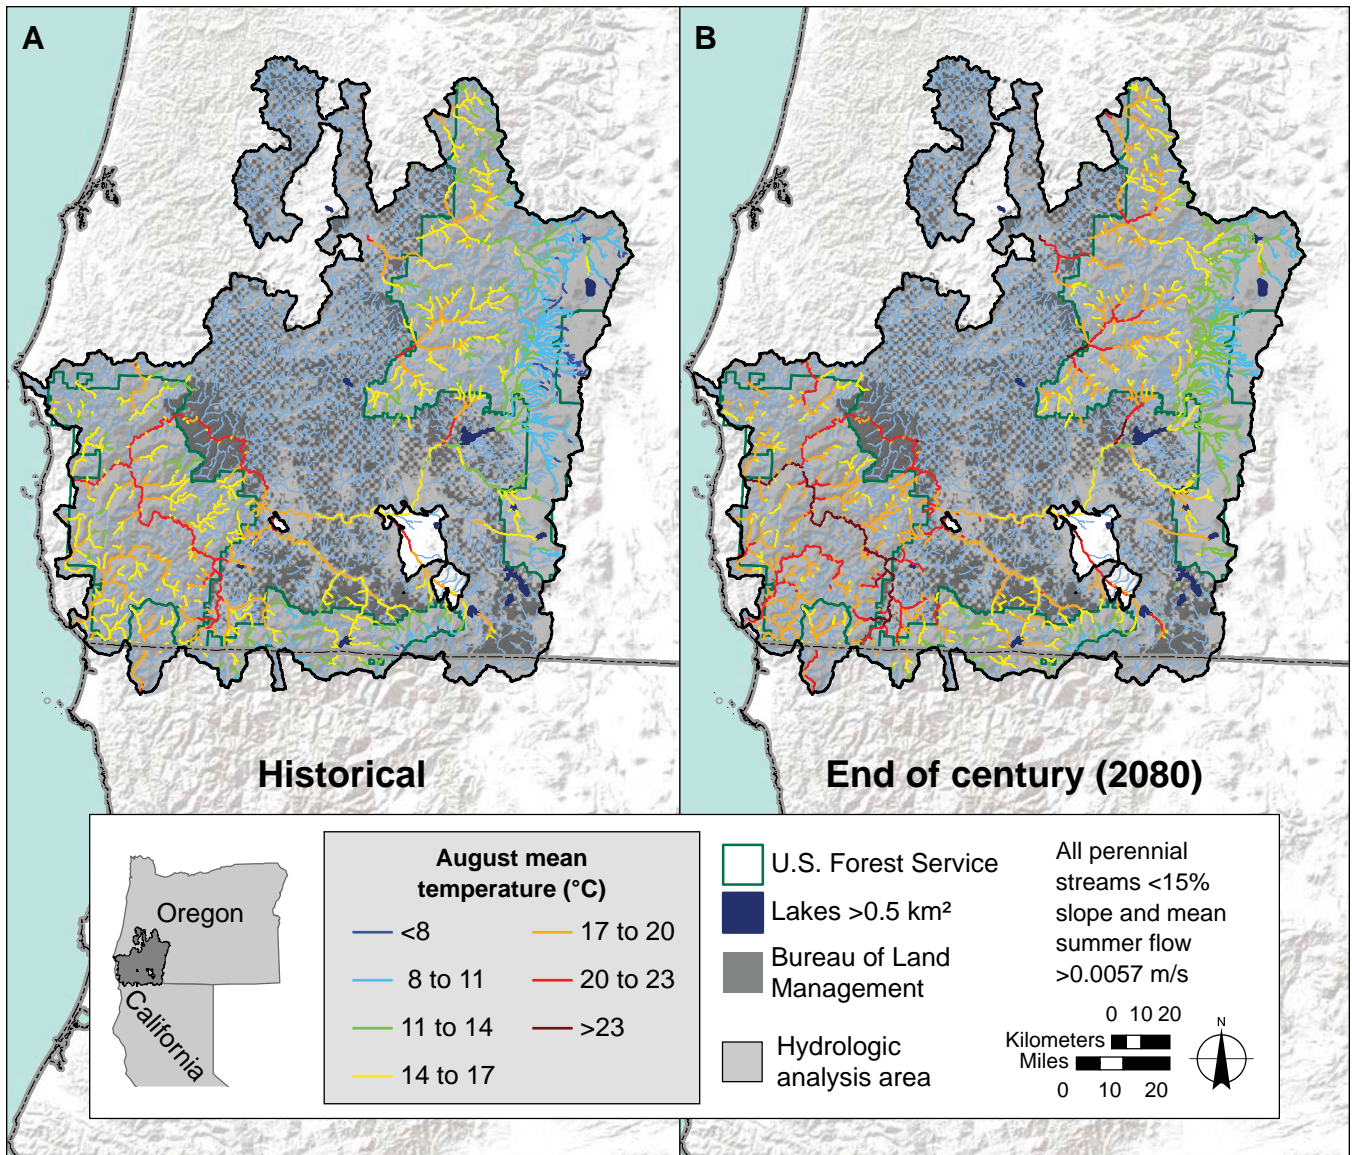 A
B
Historical
End of century (2080)
Oregon
California
August mean
temperature (°C)
<8
8 to 11
11 to 14
14 to 17
17 to 20
20 to 23
>23
U.S. Forest Service
Lakes >0.5 km²
Bureau of Land
Management
Hydrologic
analysis area
All perennial
streams <15%
slope and mean
summer flow
>0.0057 m/s
0 10 20
Kilometers
Miles
0 10 20
N